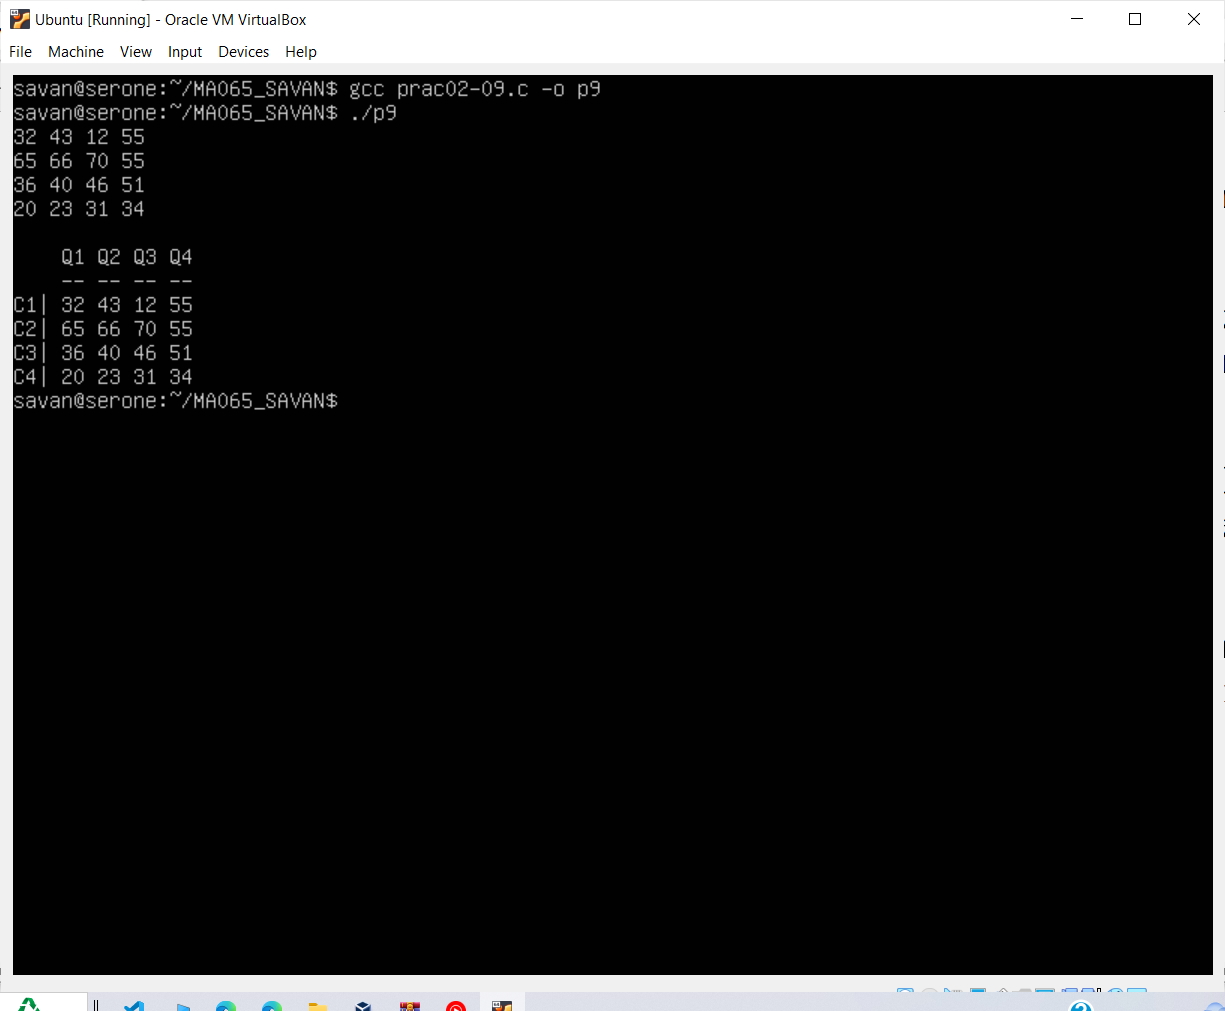 Ubuntu [Running] - Oracle VM VirtualBox
File Machine View Input Devices Help
savan@serone:~/MA065_SAVAN$ gcc prac02-09.c -o p9
savan@serone:~/MA065_SAVAN$ ./p9
32 43 12 55
65 66 70 55
36 40 46 51
20 23 31 34
    Q1 Q2 Q3 Q4
    -- -- -- --
C1| 32 43 12 55
C2| 65 66 70 55
C3| 36 40 46 51
C4| 20 23 31 34
savan@serone:~/MA065_SAVAN$